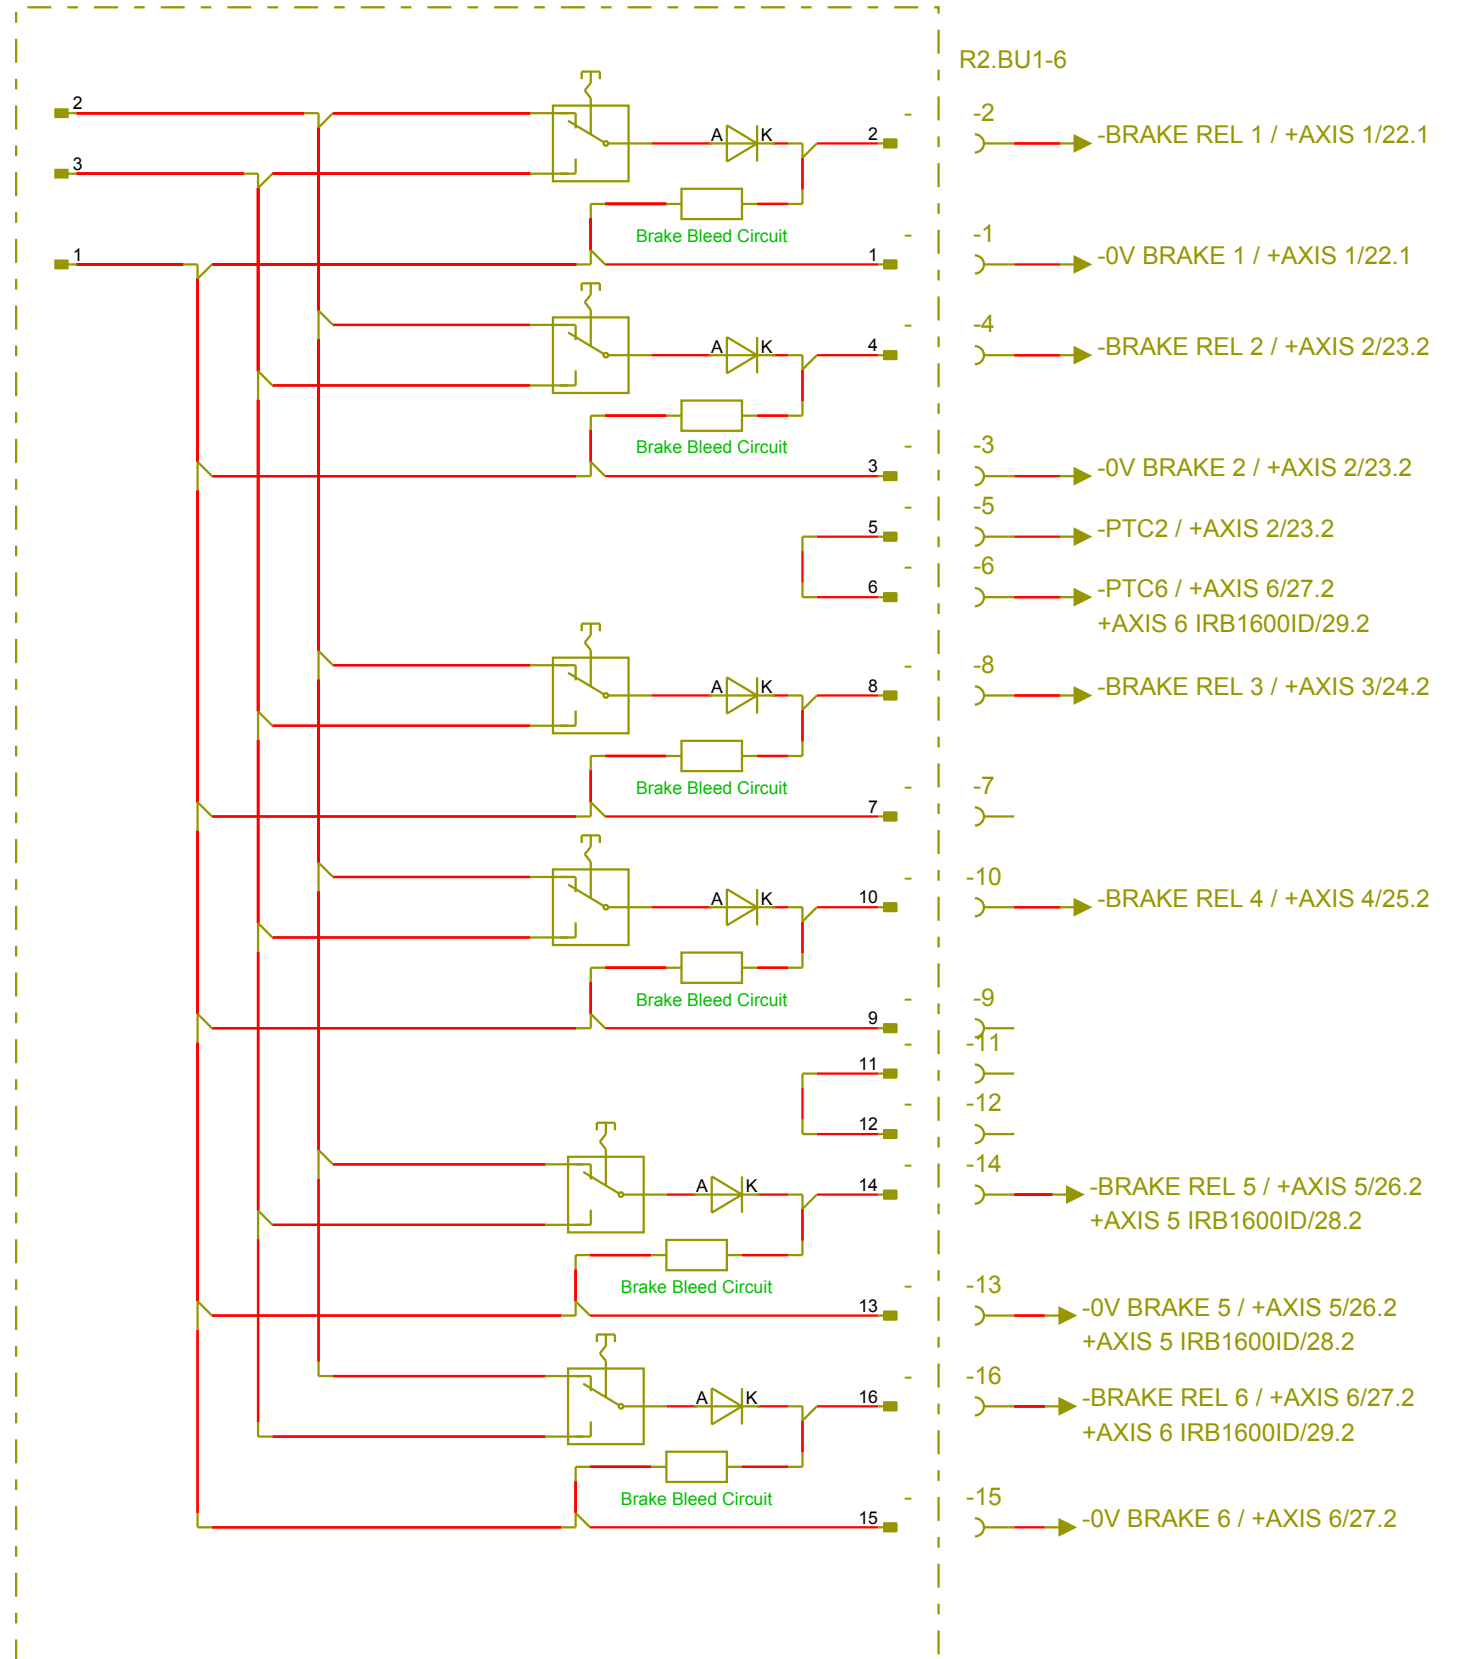 R2.BU1-6
2
A K 2 - -2 -BRAKE REL 1 / +AXIS 1/22.1
3
Brake Bleed Circuit
1 1 - -1 -0V BRAKE 1 / +AXIS 1/22.1
A K 4 - -4 -BRAKE REL 2 / +AXIS 2/23.2
Brake Bleed Circuit
3 - -3 -0V BRAKE 2 / +AXIS 2/23.2
5 - -5 -PTC2 / +AXIS 2/23.2
6 - -6 -PTC6 / +AXIS 6/27.2
+AXIS 6 IRB1600ID/29.2
A K 8 - -8 -BRAKE REL 3 / +AXIS 3/24.2
Brake Bleed Circuit
7 - -7
A K 10 - -10 -BRAKE REL 4 / +AXIS 4/25.2
Brake Bleed Circuit
9 - -9
11 - -11
12 - -12
A K 14 - -14 -BRAKE REL 5 / +AXIS 5/26.2
+AXIS 5 IRB1600ID/28.2
Brake Bleed Circuit
13 - -13 -0V BRAKE 5 / +AXIS 5/26.2
+AXIS 5 IRB1600ID/28.2
A K 16 - -16 -BRAKE REL 6 / +AXIS 6/27.2
+AXIS 6 IRB1600ID/29.2
Brake Bleed Circuit
15 - -15 -0V BRAKE 6 / +AXIS 6/27.2